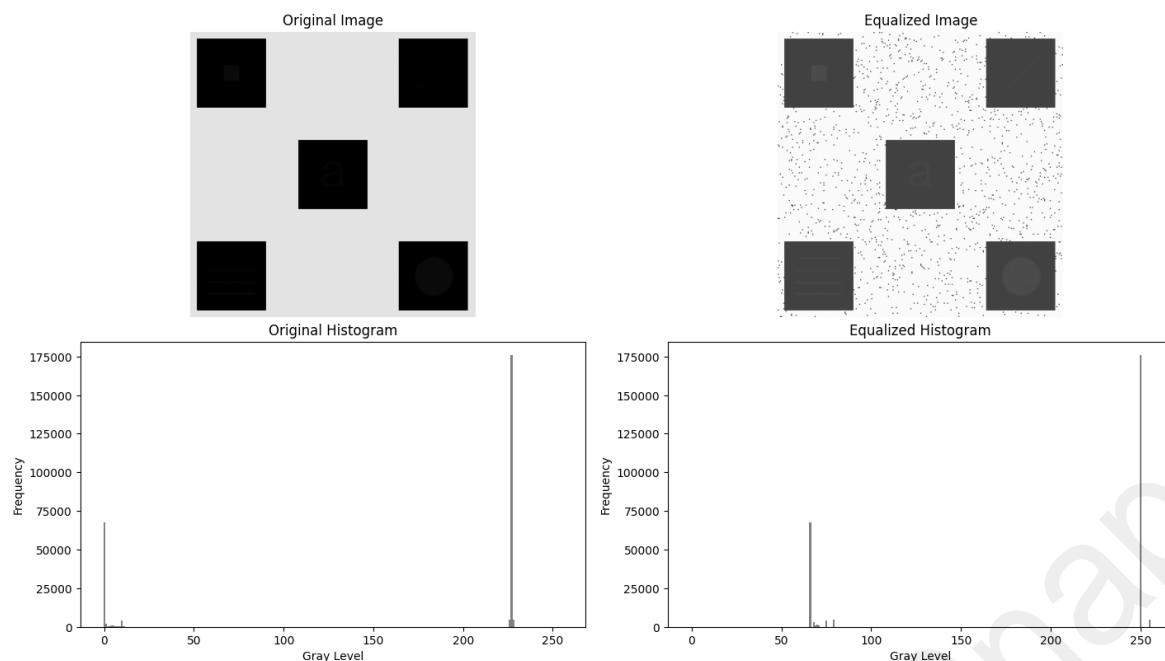 Original Image
Equalized Image
a
a
Original Histogram
Equalized Histogram
Frequency
175000
150000
125000
100000
75000
50000
25000
0
0 50 100 150 200 250
Gray Level
Frequency
175000
150000
125000
100000
75000
50000
25000
0
0 50 100 150 200 250
Gray Level